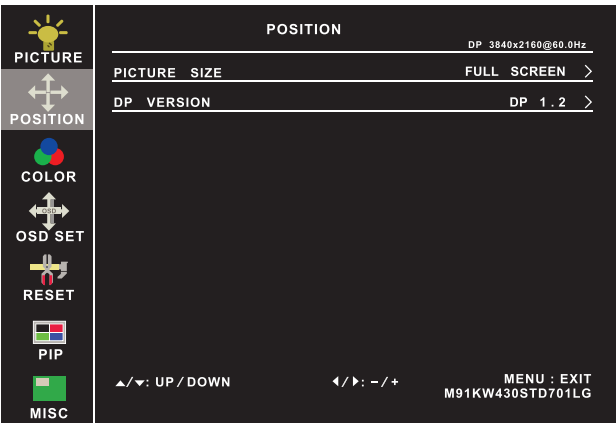 POSITION
DP 3840x2160@60.0Hz
PICTURE
PICTURE SIZE FULL SCREEN >
DP VERSION DP 1.2 >
POSITION
COLOR
OSD
OSD SET
RESET
PIP
MISC
▲/▼: UP/DOWN ◀/▶: -/+ MENU : EXIT
M91KW430STD701LG